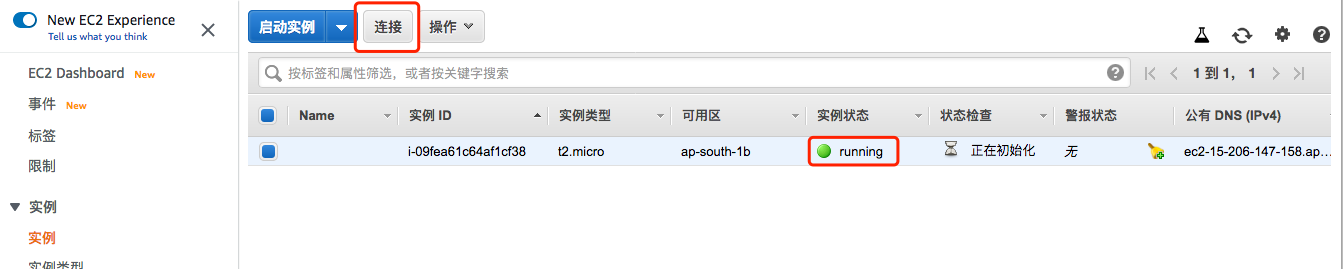 New EC2 Experience
Tell us what you think
EC2 Dashboard New
事件 New
标签
限制
实例
实例
实例类型
启动实例 连接 操作
按标签和属性筛选，或者按关键字搜索 1 到 1， 1
Name 实例 ID 实例类型 可用区 实例状态 状态检查 警报状态 公有 DNS (IPv4)
i-09fea61c64af1cf38 t2.micro ap-south-1b running 正在初始化 无 ec2-15-206-147-158.ap...